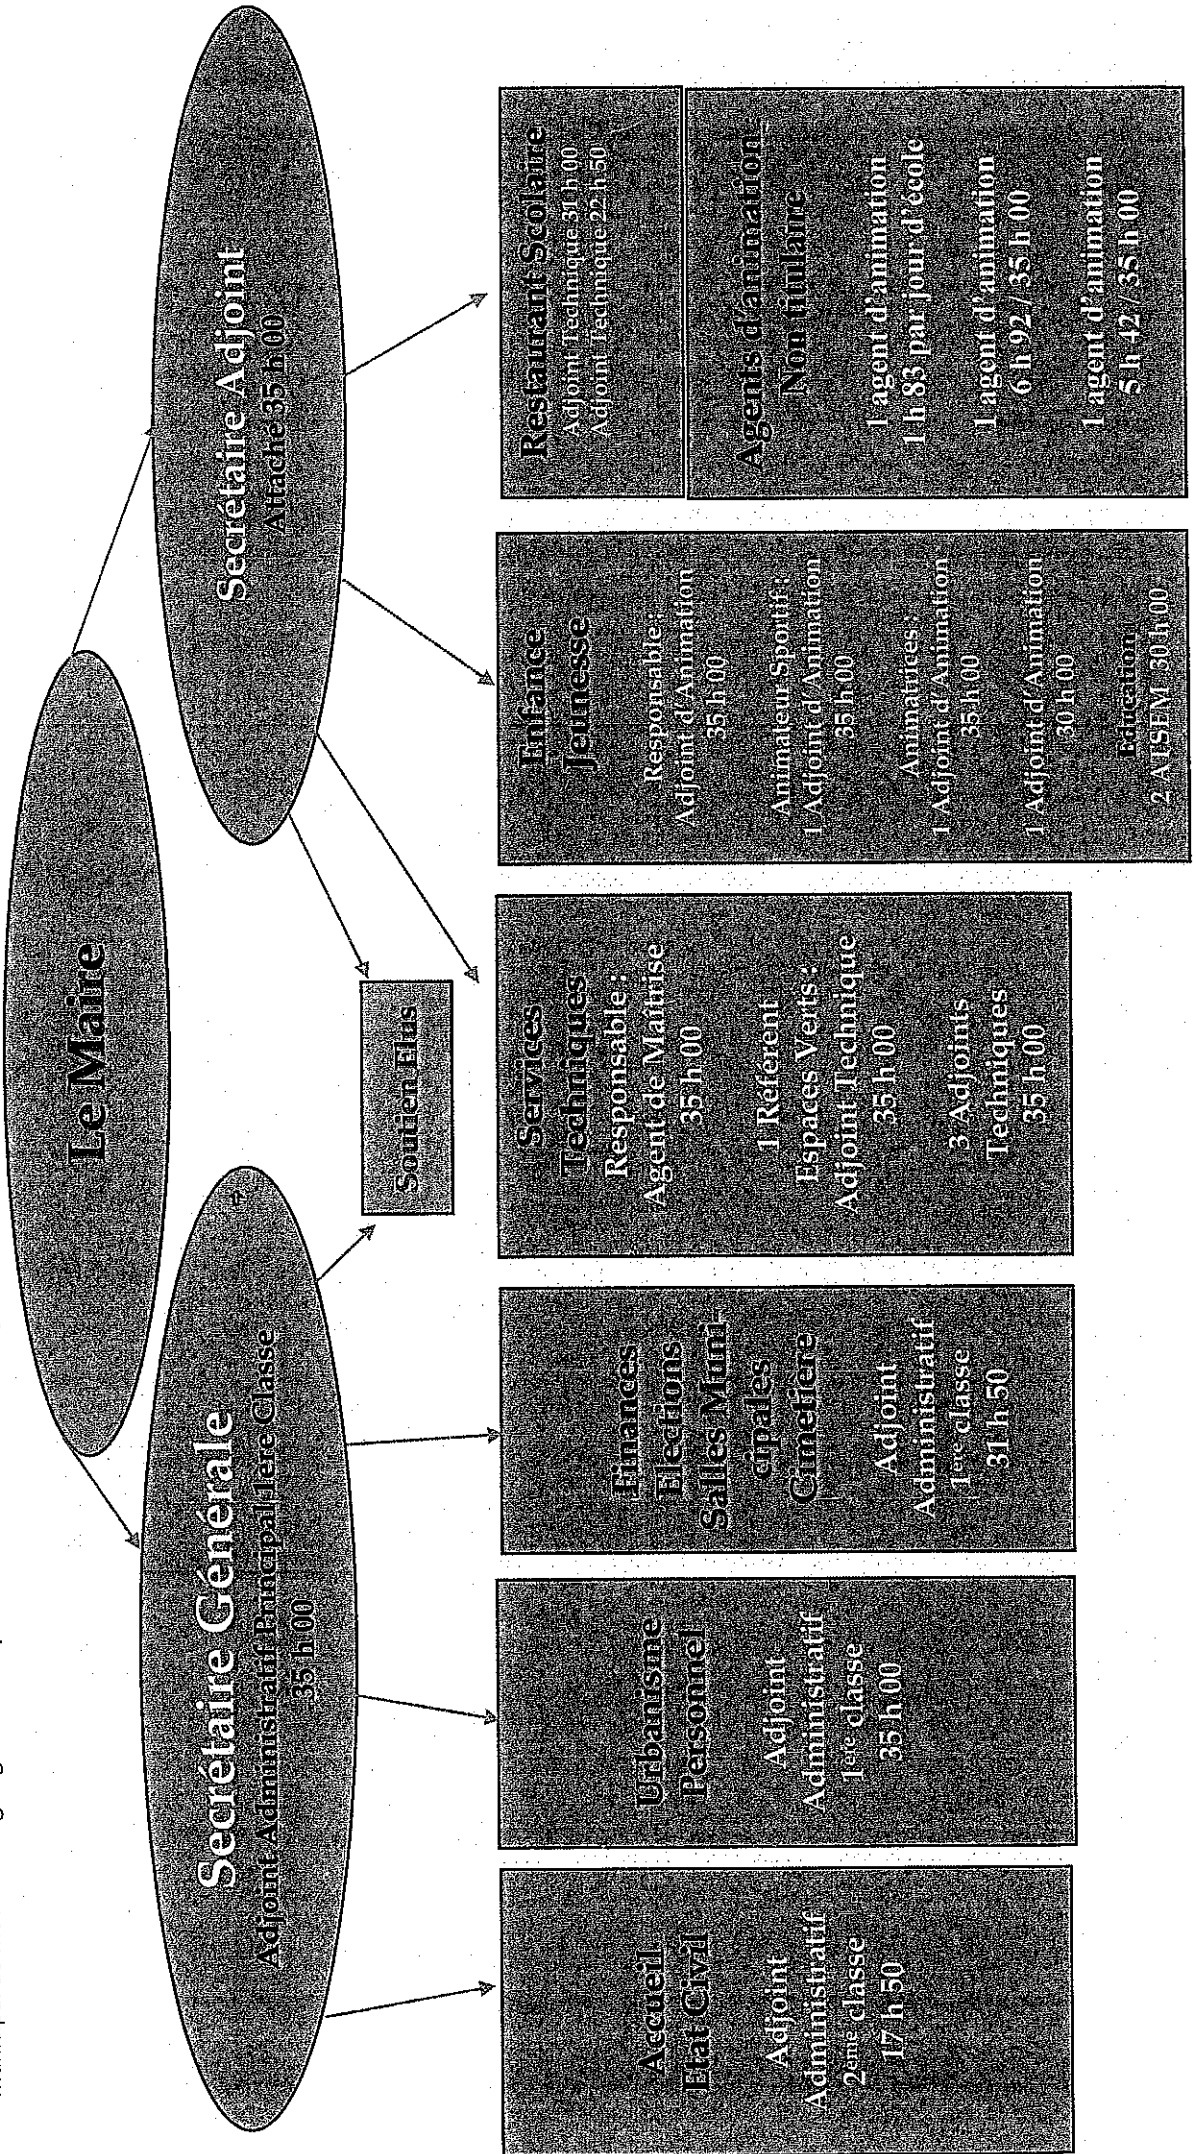 Le Maire
Secrétaire Générale
Adjoint Administratif Principal 1ère Classe
35 h 00
Secrétaire Adjoint
Attaché 35 h 00
Soutien Elus
Accueil
Etat Civil
Adjoint
Administratif
2ème classe
17 h 50
Urbanisme
Personnel
Adjoint
Administratif
1ère classe
35 h 00
Finances
Elections
Salles Muni-
cipales
Cimetière
Adjoint
Administratif
1ère classe
31 h 50
Services
Techniques
Responsable :
Agent de Maîtrise
35 h 00
1 Référent
Espaces Verts :
Adjoint Technique
35 h 00
3 Adjoints
Techniques
35 h 00
Enfance
Jeunesse
Responsable :
Adjoint d'Animation
35 h 00
Animateur Sportif :
1 Adjoint d'Animation
35 h 00
Animatrices :
1 Adjoint d'Animation
35 h 00
1 Adjoint d'Animation
30 h 00
Education
2 ATSEM 30 h 00
Restaurant Scolaire
Adjoint Technique 31 h 00
Adjoint Technique 22 h 50
Agents d'animation
Non titulaire
1 agent d'animation
1 h 83 par jour d'école
1 agent d'animation
6 h 92 / 35 h 00
1 agent d'animation
5 h 42 / 35 h 00